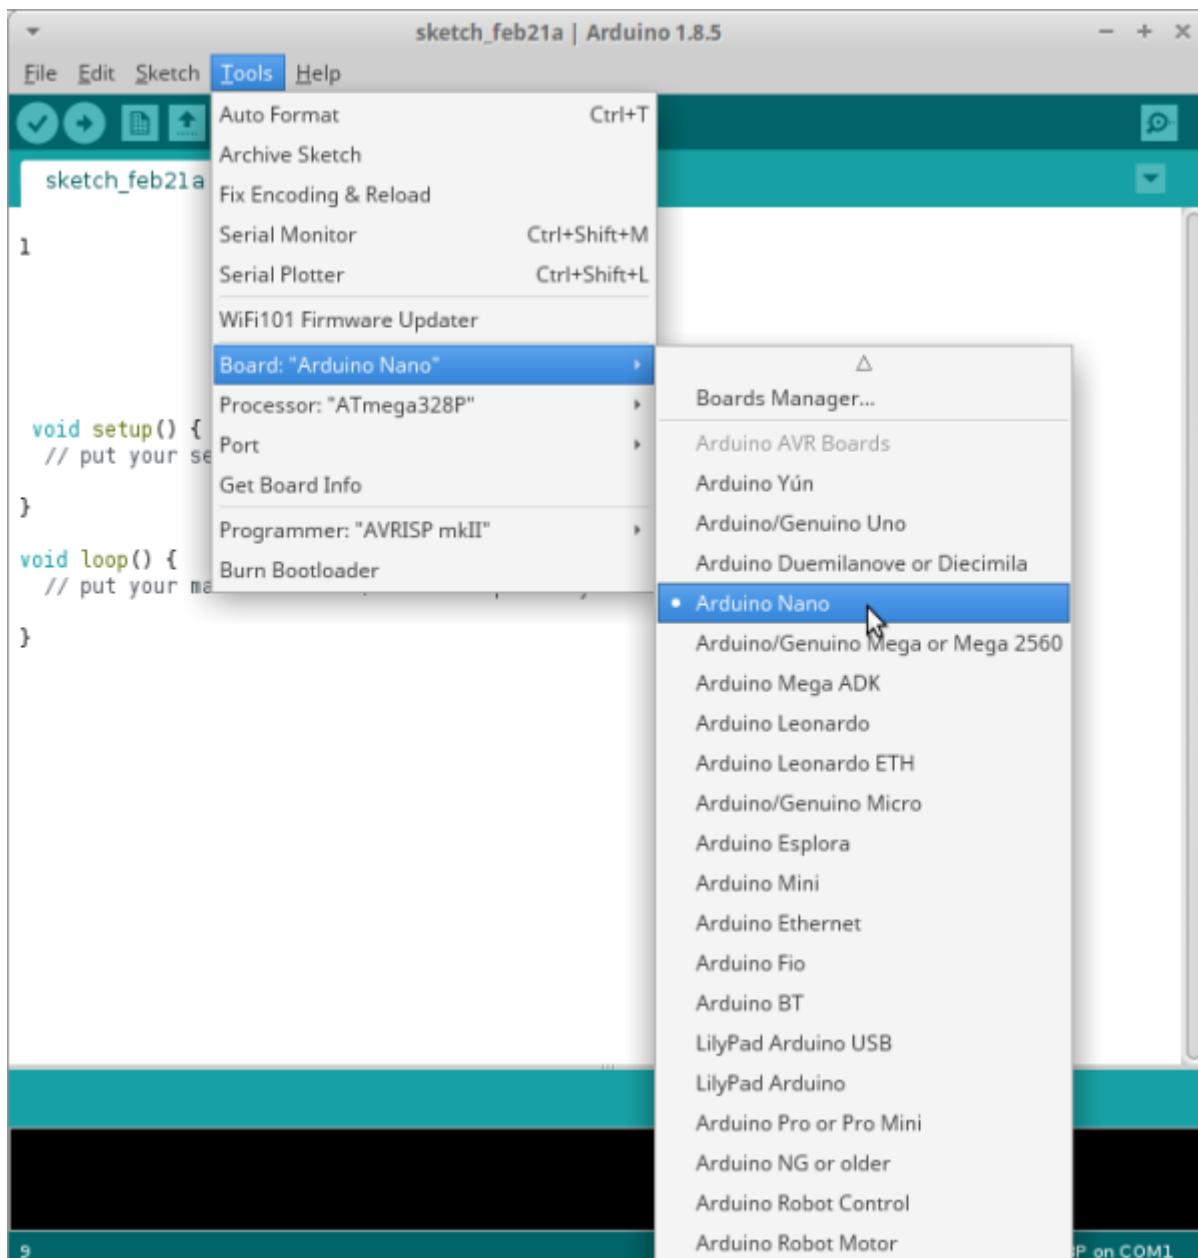 sketch_feb21a | Arduino 1.8.5
File Edit Sketch Tools Help
sketch_feb21a
Auto Format Ctrl+T
Archive Sketch
Fix Encoding & Reload
Serial Monitor Ctrl+Shift+M
Serial Plotter Ctrl+Shift+L
WiFi101 Firmware Updater
Board: "Arduino Nano"
Processor: "ATmega328P"
Port
Get Board Info
Programmer: "AVRISP mkII"
Burn Bootloader
Boards Manager...
Arduino AVR Boards
Arduino Yún
Arduino/Genuino Uno
Arduino Duemilanove or Diecimila
Arduino Nano
Arduino/Genuino Mega or Mega 2560
Arduino Mega ADK
Arduino Leonardo
Arduino Leonardo ETH
Arduino/Genuino Micro
Arduino Esplora
Arduino Mini
Arduino Ethernet
Arduino Fio
Arduino BT
LilyPad Arduino USB
LilyPad Arduino
Arduino Pro or Pro Mini
Arduino NG or older
Arduino Robot Control
Arduino Robot Motor
l
void setup() {
// put your se
}
void loop() {
// put your ma
}
9
P on COM1